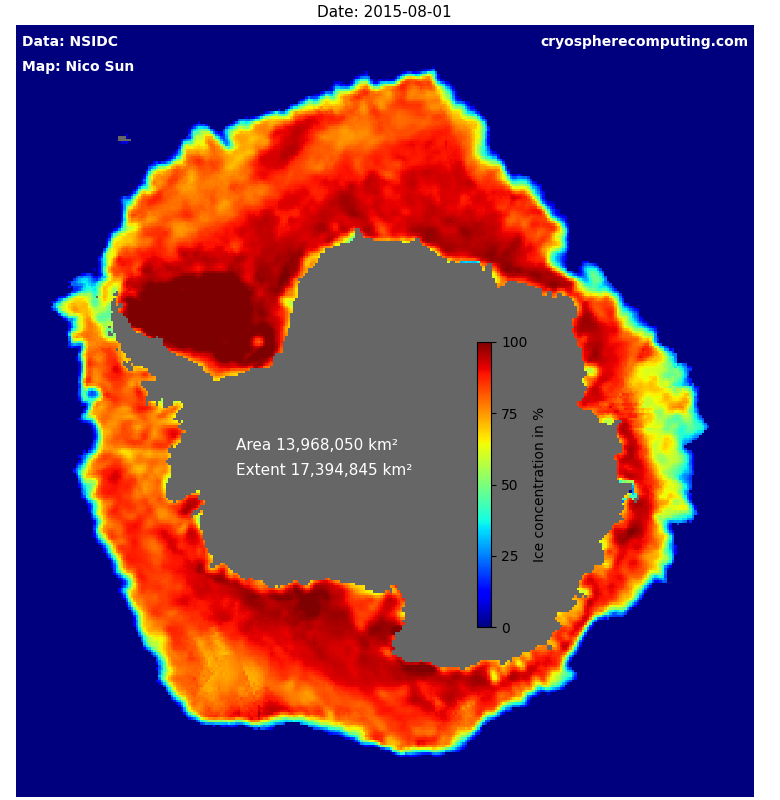 Date: 2015-08-01
Data: NSIDC
cryospherecomputing.com
Map: Nico Sun
100
75
50
25
0
Ice concentration in %
Area 13,968,050 km²
Extent 17,394,845 km²